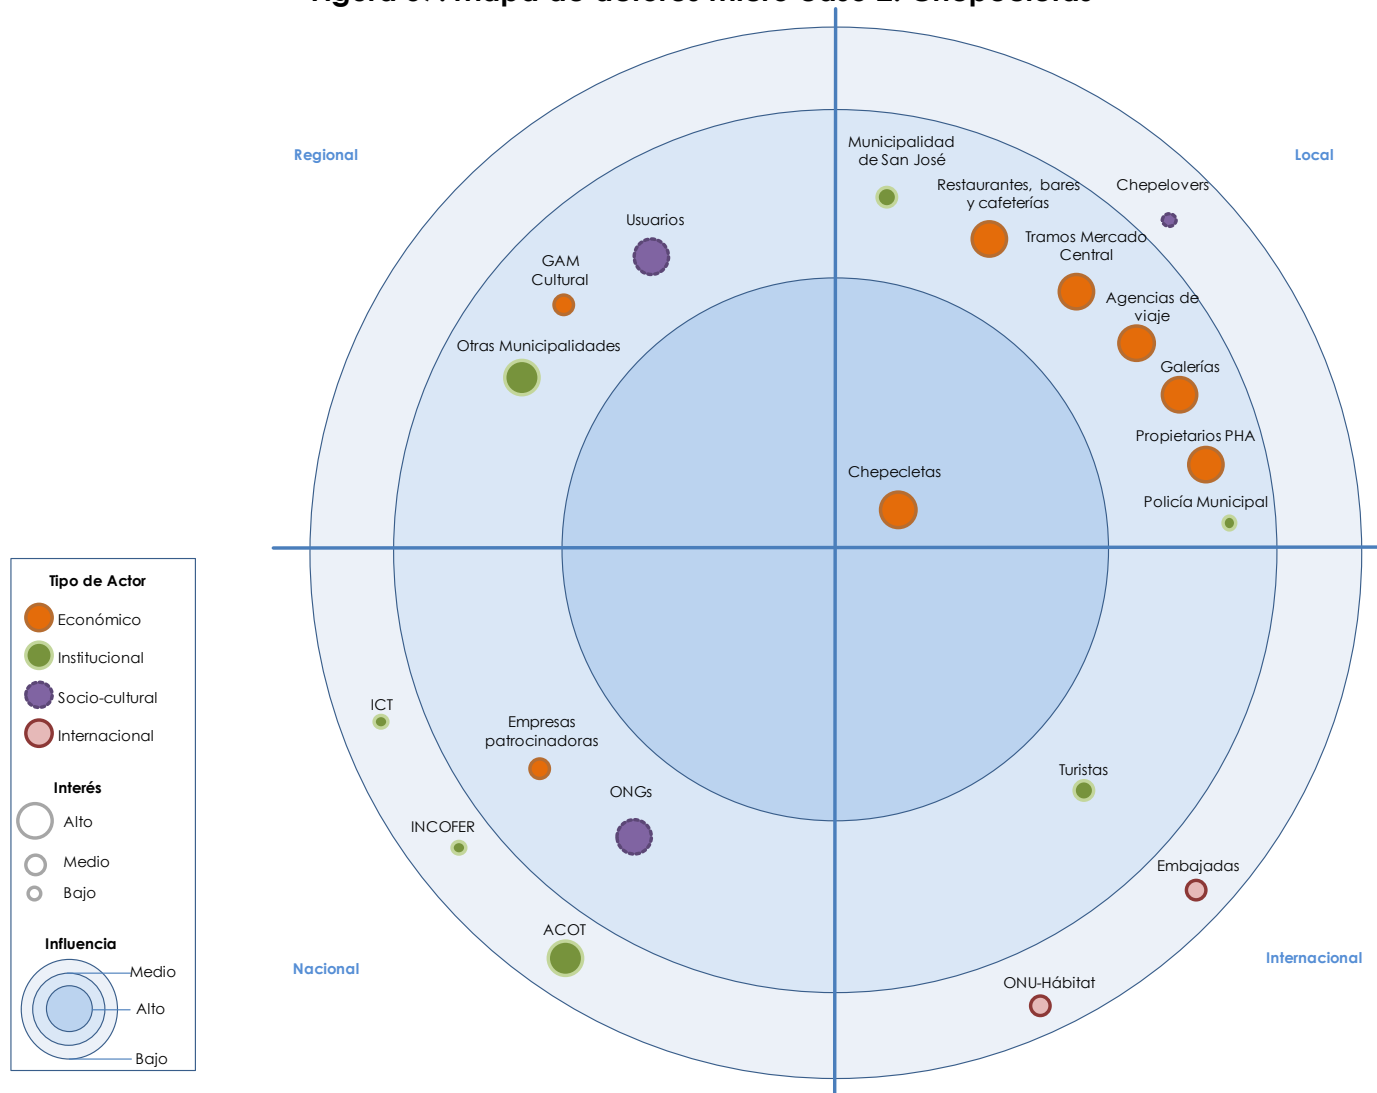 Regional
Local
Municipalidad
de San José
Restaurantes, bares
y cafeterías
Chepelovers
Usuarios
Tramos Mercado
Central
GAM
Cultural
Agencias de
viaje
Otras Municipalidades
Galerías
Propietarios PHA
Chepecletas
Policía Municipal
Tipo de Actor
Económico
Institucional
Socio-cultural
Internacional
Interés
Alto
Medio
Bajo
Influencia
Medio
Alto
Bajo
ICT
Empresas
patrocinadoras
ONGs
INCOFER
ACOT
Nacional
Turistas
Embajadas
ONU-Hábitat
Internacional